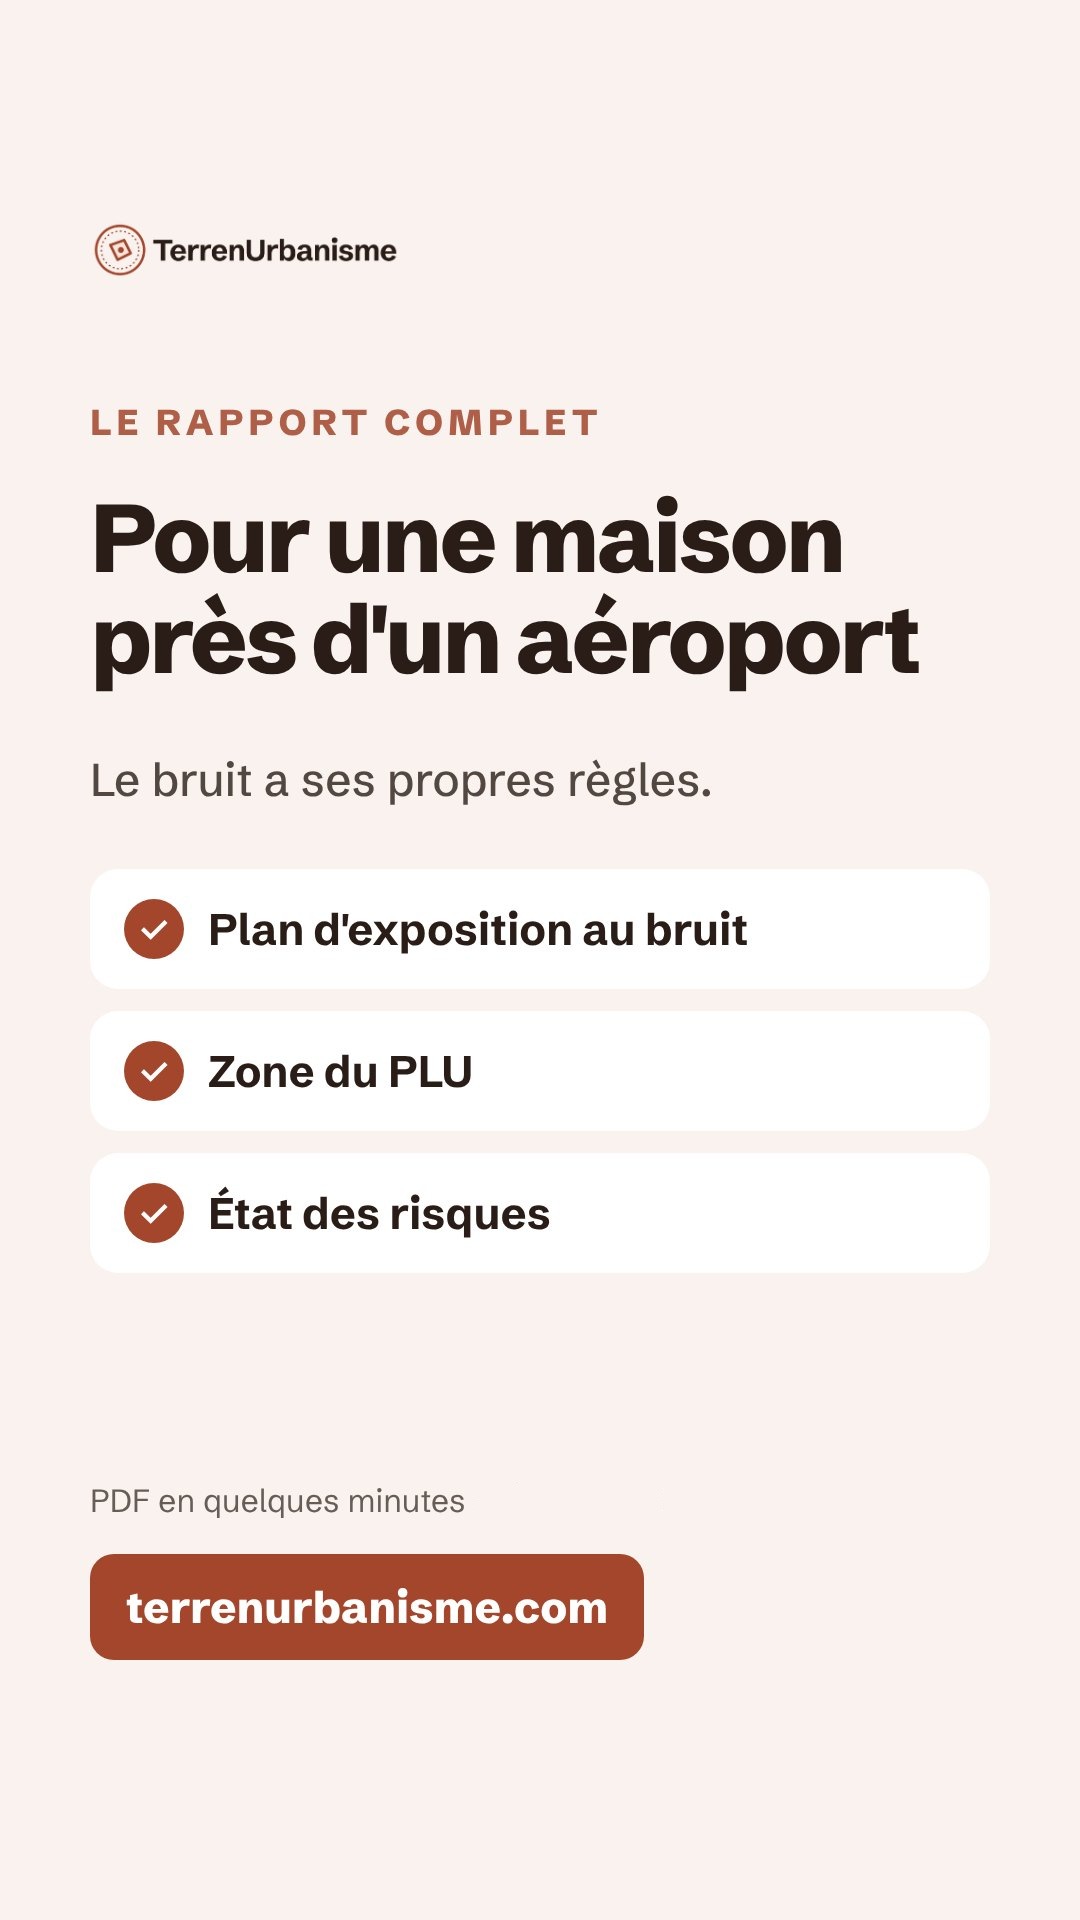 TerrenUrbanisme
LE RAPPORT COMPLET
Pour une maison
près d'un aéroport
Le bruit a ses propres règles.
Plan d'exposition au bruit
Zone du PLU
État des risques
PDF en quelques minutes
terrenurbanisme.com